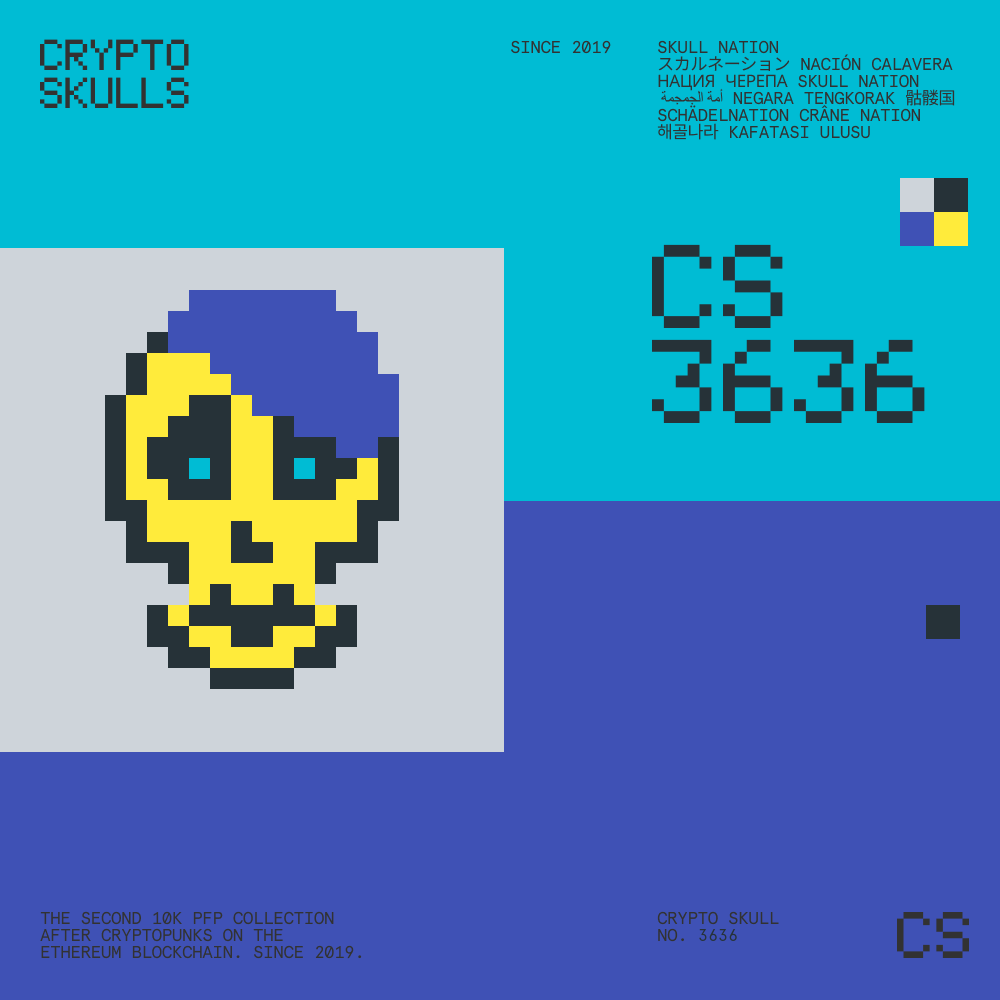 CRYPTO
SKULLS
SINCE 2019
SKULL NATION
スカルネーション NACIÓN CALAVERA
НАЦИЯ ЧЕРЕПА SKULL NATION
أمة الجمجمة NEGARA TENGKORAK 骷髅国
SCHÄDELNATION CRÂNE NATION
해골나라 KAFATASI ULUSU
CS
3636
THE SECOND 10K PFP COLLECTION
AFTER CRYPTOPUNKS ON THE
ETHEREUM BLOCKCHAIN. SINCE 2019.
CRYPTO SKULL
NO. 3636
CS